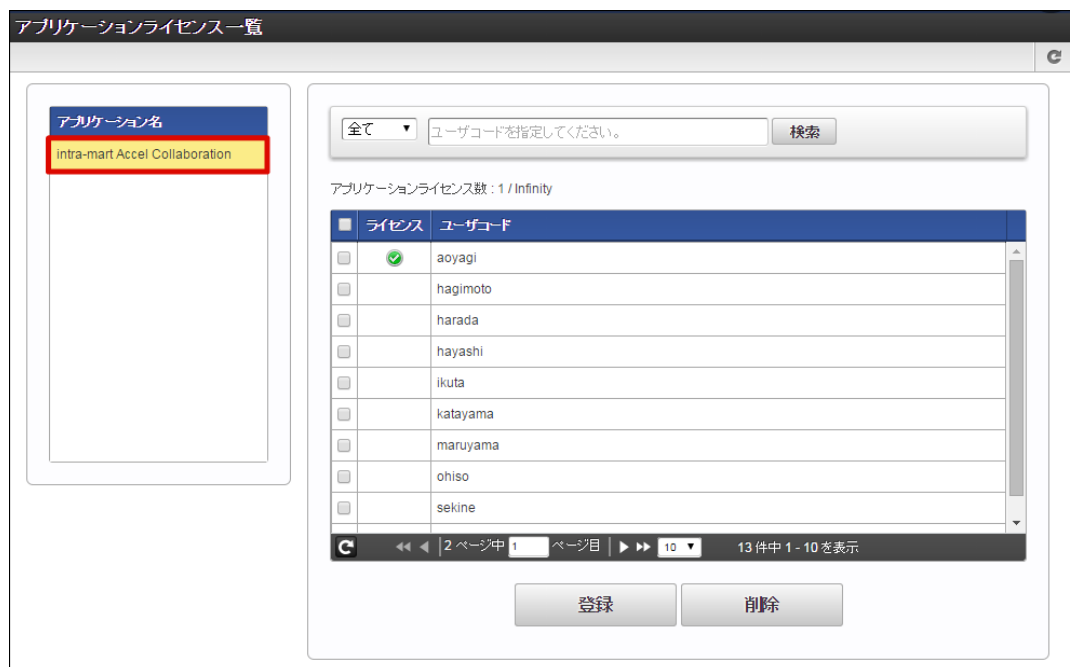 アプリケーションライセンス一覧
アプリケーション名
intra-mart Accel Collaboration
全て
ユーザコードを指定してください。
検索
アプリケーションライセンス数 : 1 / Infinity
ライセンス ユーザコード
aoyagi
hagimoto
harada
hayashi
ikuta
katayama
maruyama
ohiso
sekine
2 ページ中 1 ページ目 10 13 件中 1 - 10 を表示
登録 削除